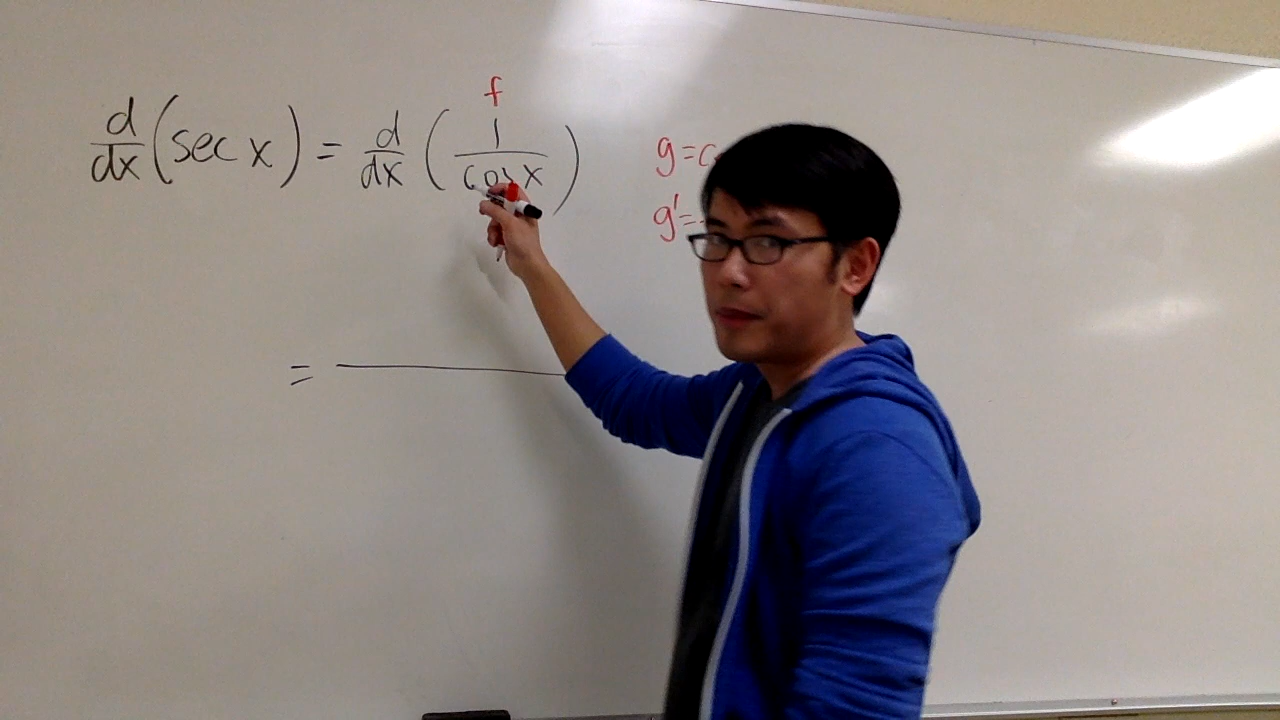 f
d/dx (sec x) = d/dx (1/cos x)
g=c
g'=-
=